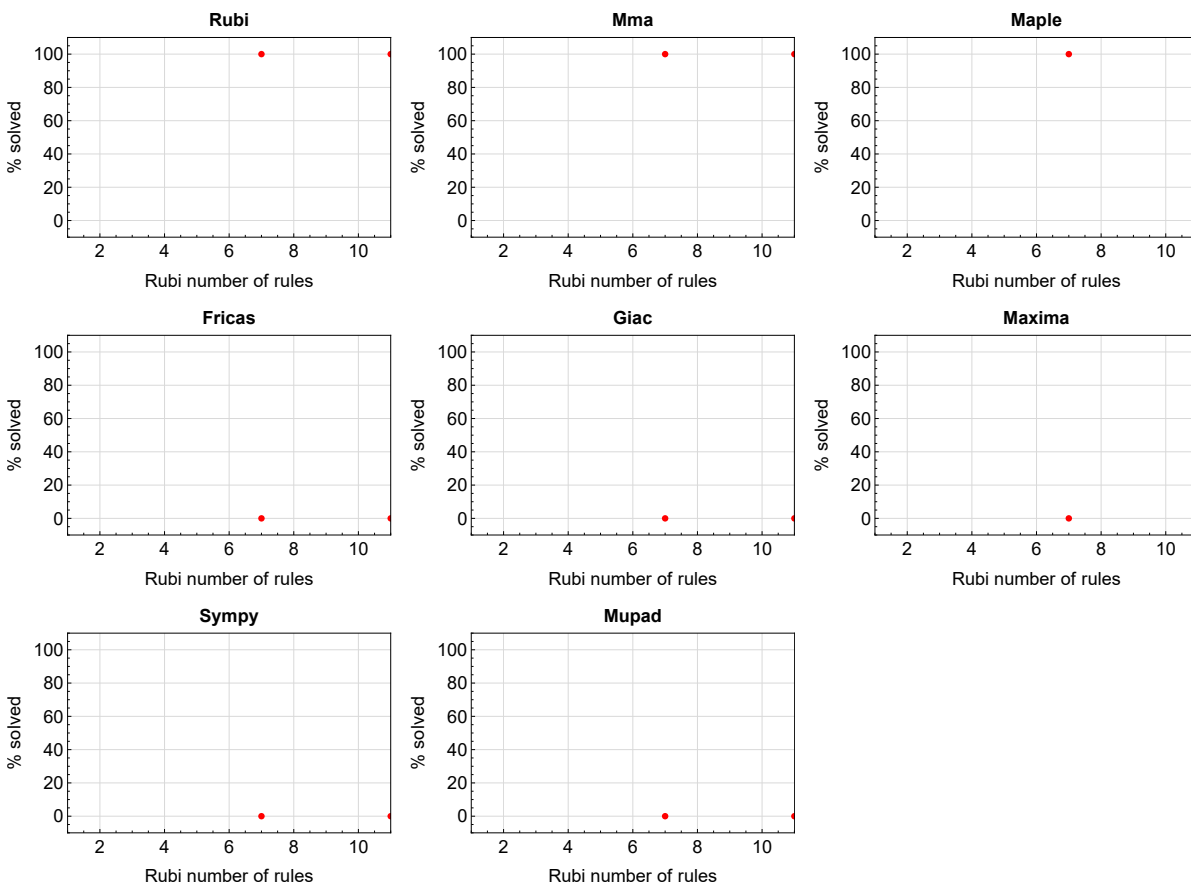 Rubi Mma Maple
100 100 100
80 80 80
60 60 60
40 40 40
20 20 20
0 0 0
% solved % solved % solved
2 4 6 8 10 2 4 6 8 10 2 4 6 8 10
Rubi number of rules Rubi number of rules Rubi number of rules
Fricas Giac Maxima
100 100 100
80 80 80
60 60 60
40 40 40
20 20 20
0 0 0
% solved % solved % solved
2 4 6 8 10 2 4 6 8 10 2 4 6 8 10
Rubi number of rules Rubi number of rules Rubi number of rules
Sympy Mupad
100 100
80 80
60 60
40 40
20 20
0 0
% solved % solved
2 4 6 8 10 2 4 6 8 10
Rubi number of rules Rubi number of rules